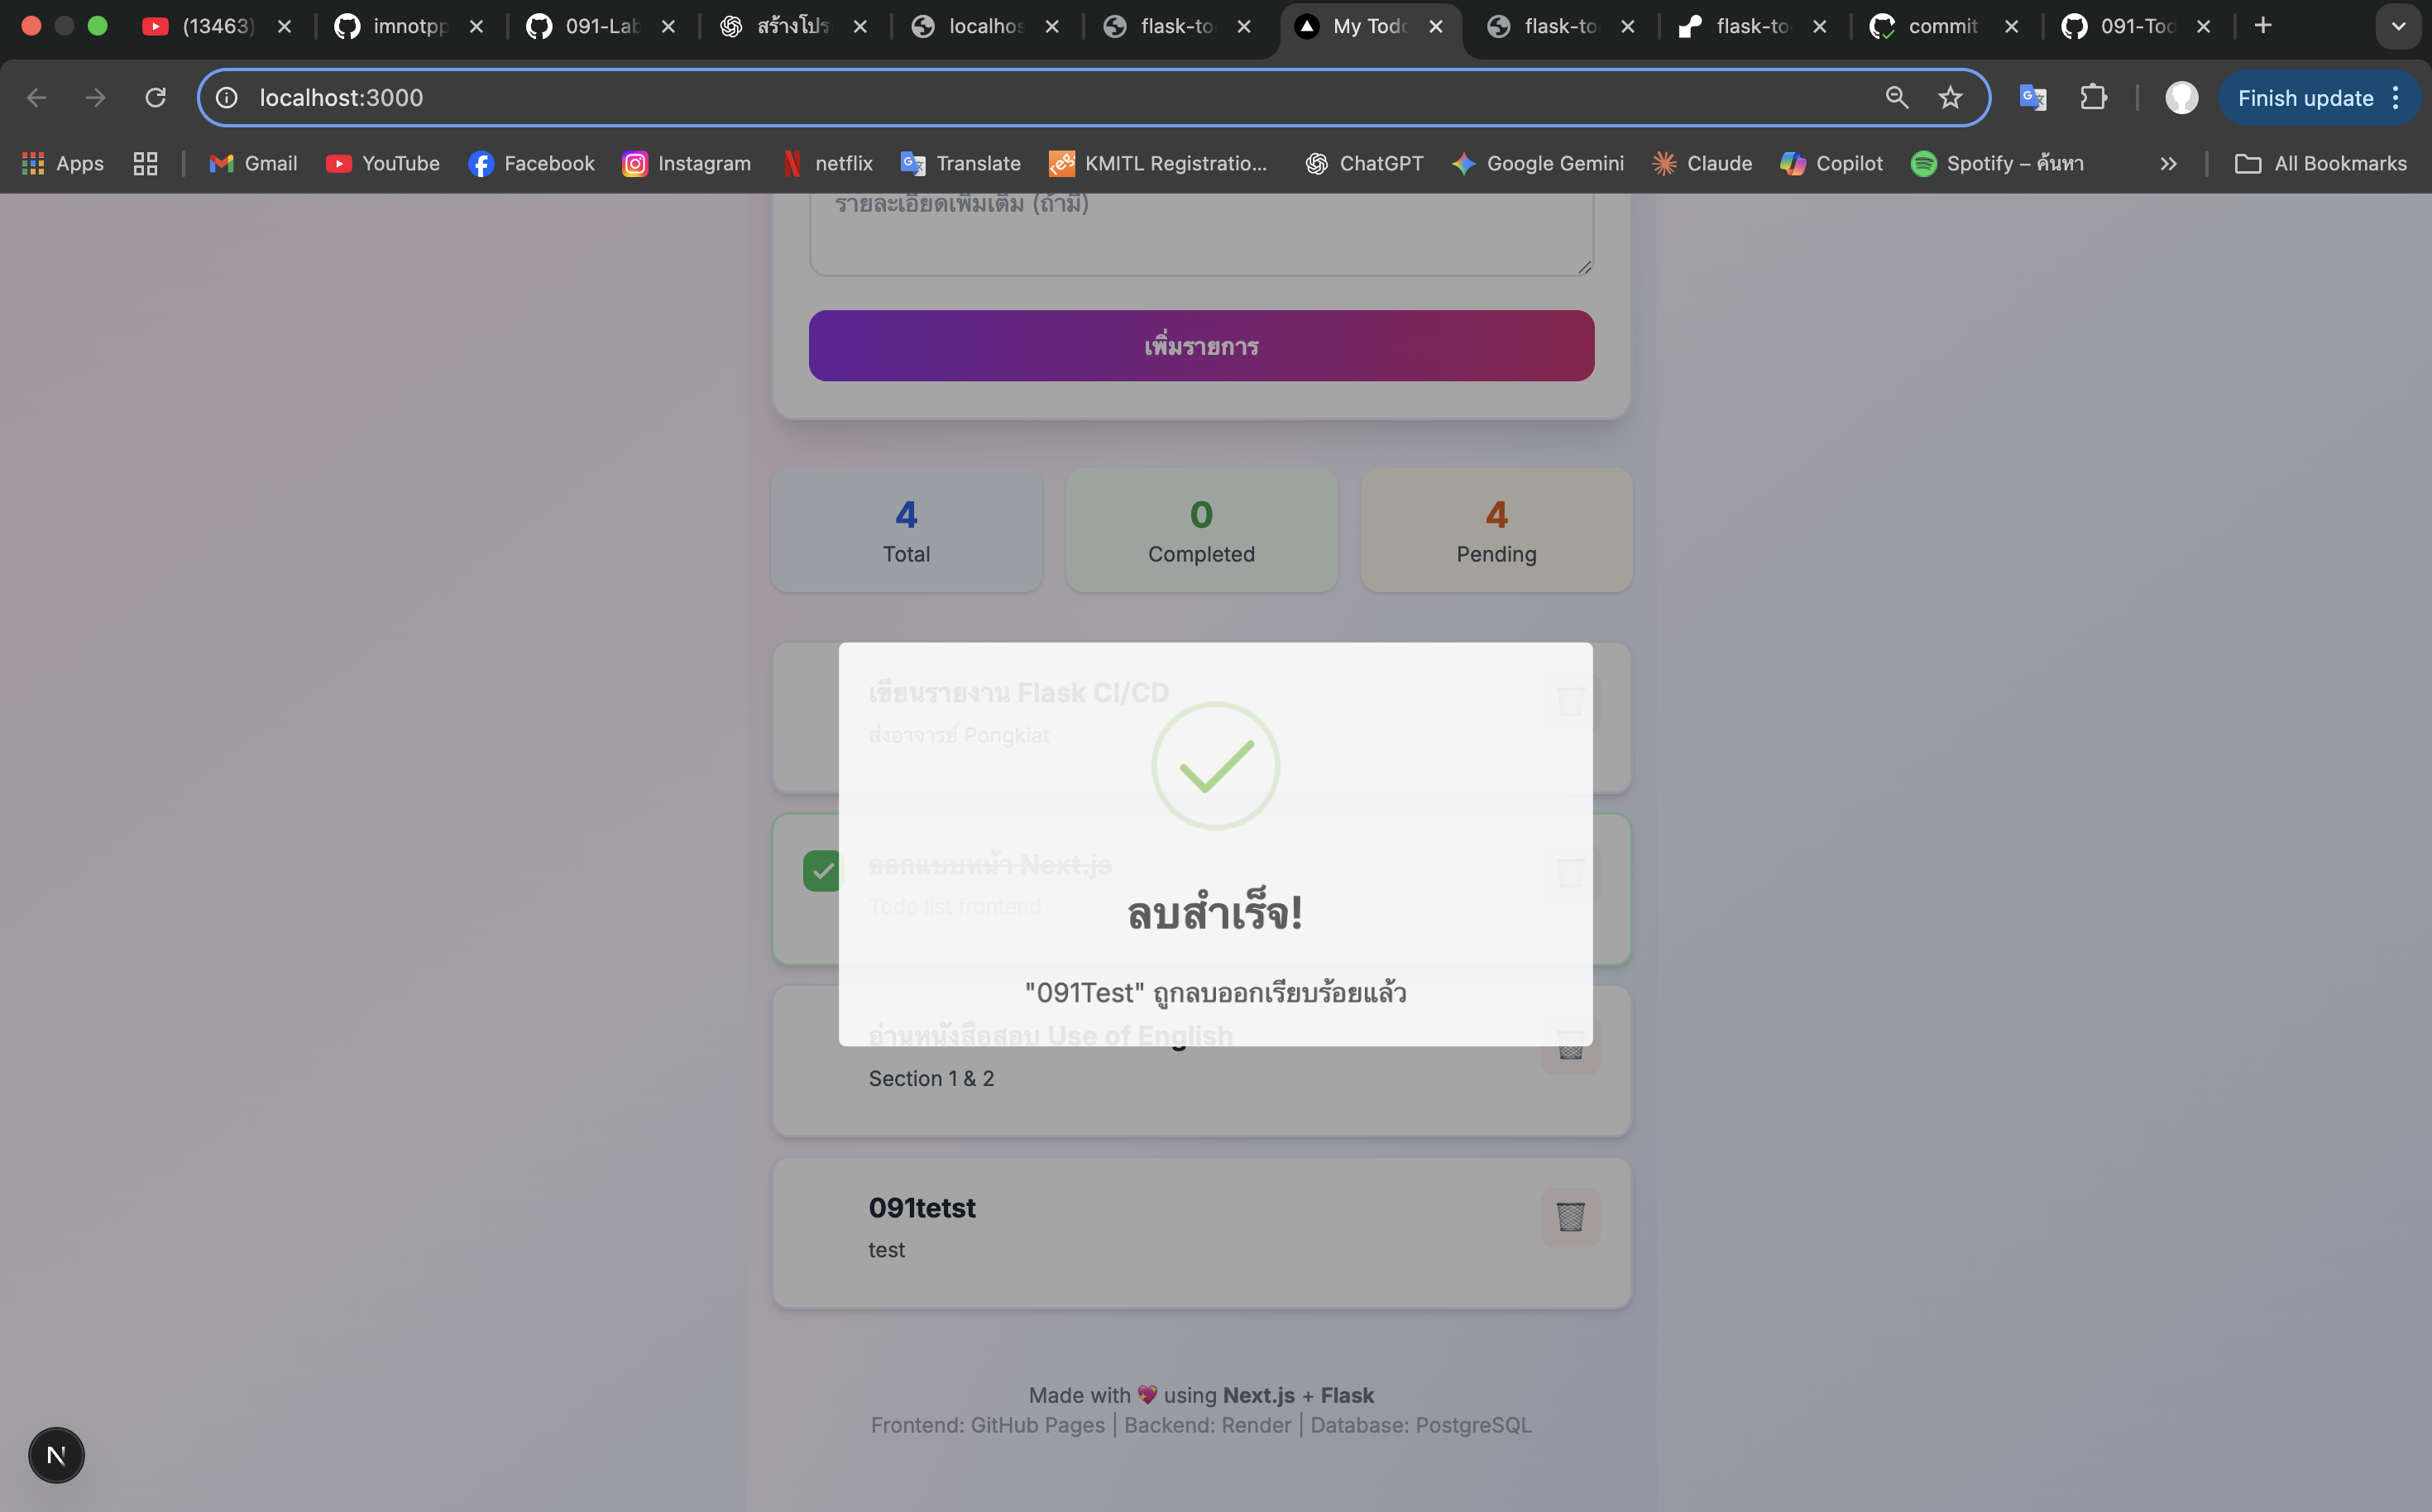 (13463)
imnotpp
091-Lab
สร้างโปร
localhos
flask-to
My Todo
flask-to
flask-to
commit
091-Tod
localhost:3000
Finish update
Apps
Gmail
YouTube
Facebook
Instagram
netflix
Translate
KMITL Registratio...
ChatGPT
Google Gemini
Claude
Copilot
Spotify – ค้นหา
All Bookmarks
รายละเอียดเพิ่มเติม (ถ้ามี)
เพิ่มรายการ
4
Total
0
Completed
4
Pending
เขียนรายงาน Flask CI/CD
ส่งอาจารย์ Pongkiat
ออกแบบหน้า Next.js
Todo list frontend
ลบสำเร็จ!
"091Test" ถูกลบออกเรียบร้อยแล้ว
อ่านหนังสือสอบ Use of English
Section 1 & 2
091tetst
test
Made with 💖 using Next.js + Flask
Frontend: GitHub Pages | Backend: Render | Database: PostgreSQL
N